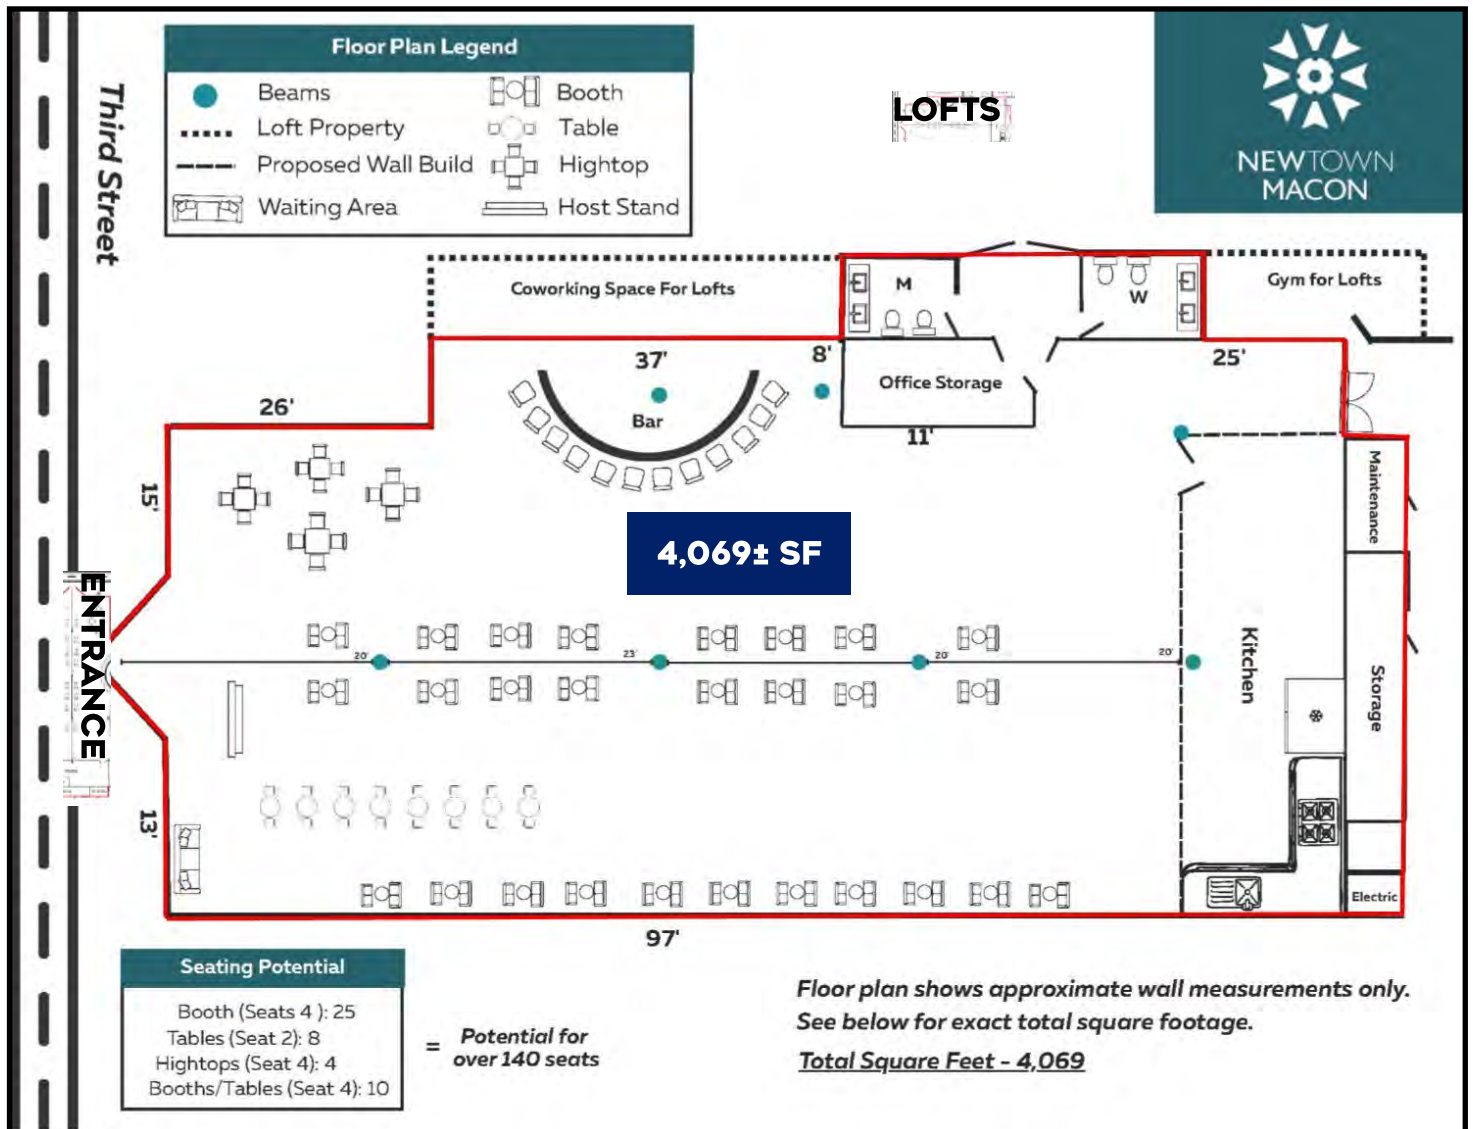 Floor Plan Legend
Beams
Booth
Loft Property
Table
Proposed Wall Build
Hightop
Waiting Area
Host Stand
Third Street
LOFTS
NEWTOWN
MACON
Coworking Space For Lofts
M
W
Gym for Lofts
37'
8'
25'
Office Storage
26'
Bar
11'
15'
Maintenance
4,069± SF
ENTRANCE
20'
23'
20'
20'
Kitchen
Storage
13'
Electric
97'
Seating Potential
Booth (Seats 4 ): 25
Tables (Seat 2): 8
Hightops (Seat 4): 4
Booths/Tables (Seat 4): 10
= Potential for
over 140 seats
Floor plan shows approximate wall measurements only.
See below for exact total square footage.
Total Square Feet - 4,069